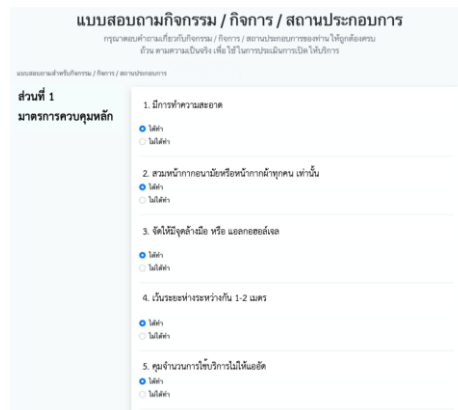 แบบสอบถามกิจกรรม / กิจการ / สถานประกอบการ
กรุณาตอบคำถามเกี่ยวกับกิจกรรม / กิจการ / สถานประกอบการของท่าน ให้ถูกต้องครบ
ถ้วน ตามความเป็นจริง เพื่อ ใช้ ในการประเมินการเปิด ให้บริการ
แบบสอบถามสำหรับกิจกรรม / กิจการ / สถานประกอบการ
ส่วนที่ 1
มาตรการควบคุมหลัก
1. มีการทำความสะอาด
ได้ทำ
ไม่ได้ทำ
2. สวมหน้ากากอนามัยหรือหน้ากากผ้าทุกคน เท่านั้น
ได้ทำ
ไม่ได้ทำ
3. จัดให้มีจุดล้างมือ หรือ แอลกอฮอล์เจล
ได้ทำ
ไม่ได้ทำ
4. เว้นระยะห่างระหว่างกัน 1-2 เมตร
ได้ทำ
ไม่ได้ทำ
5. คุมจำนวนการใช้บริการไม่ให้แออัด
ได้ทำ
ไม่ได้ทำ